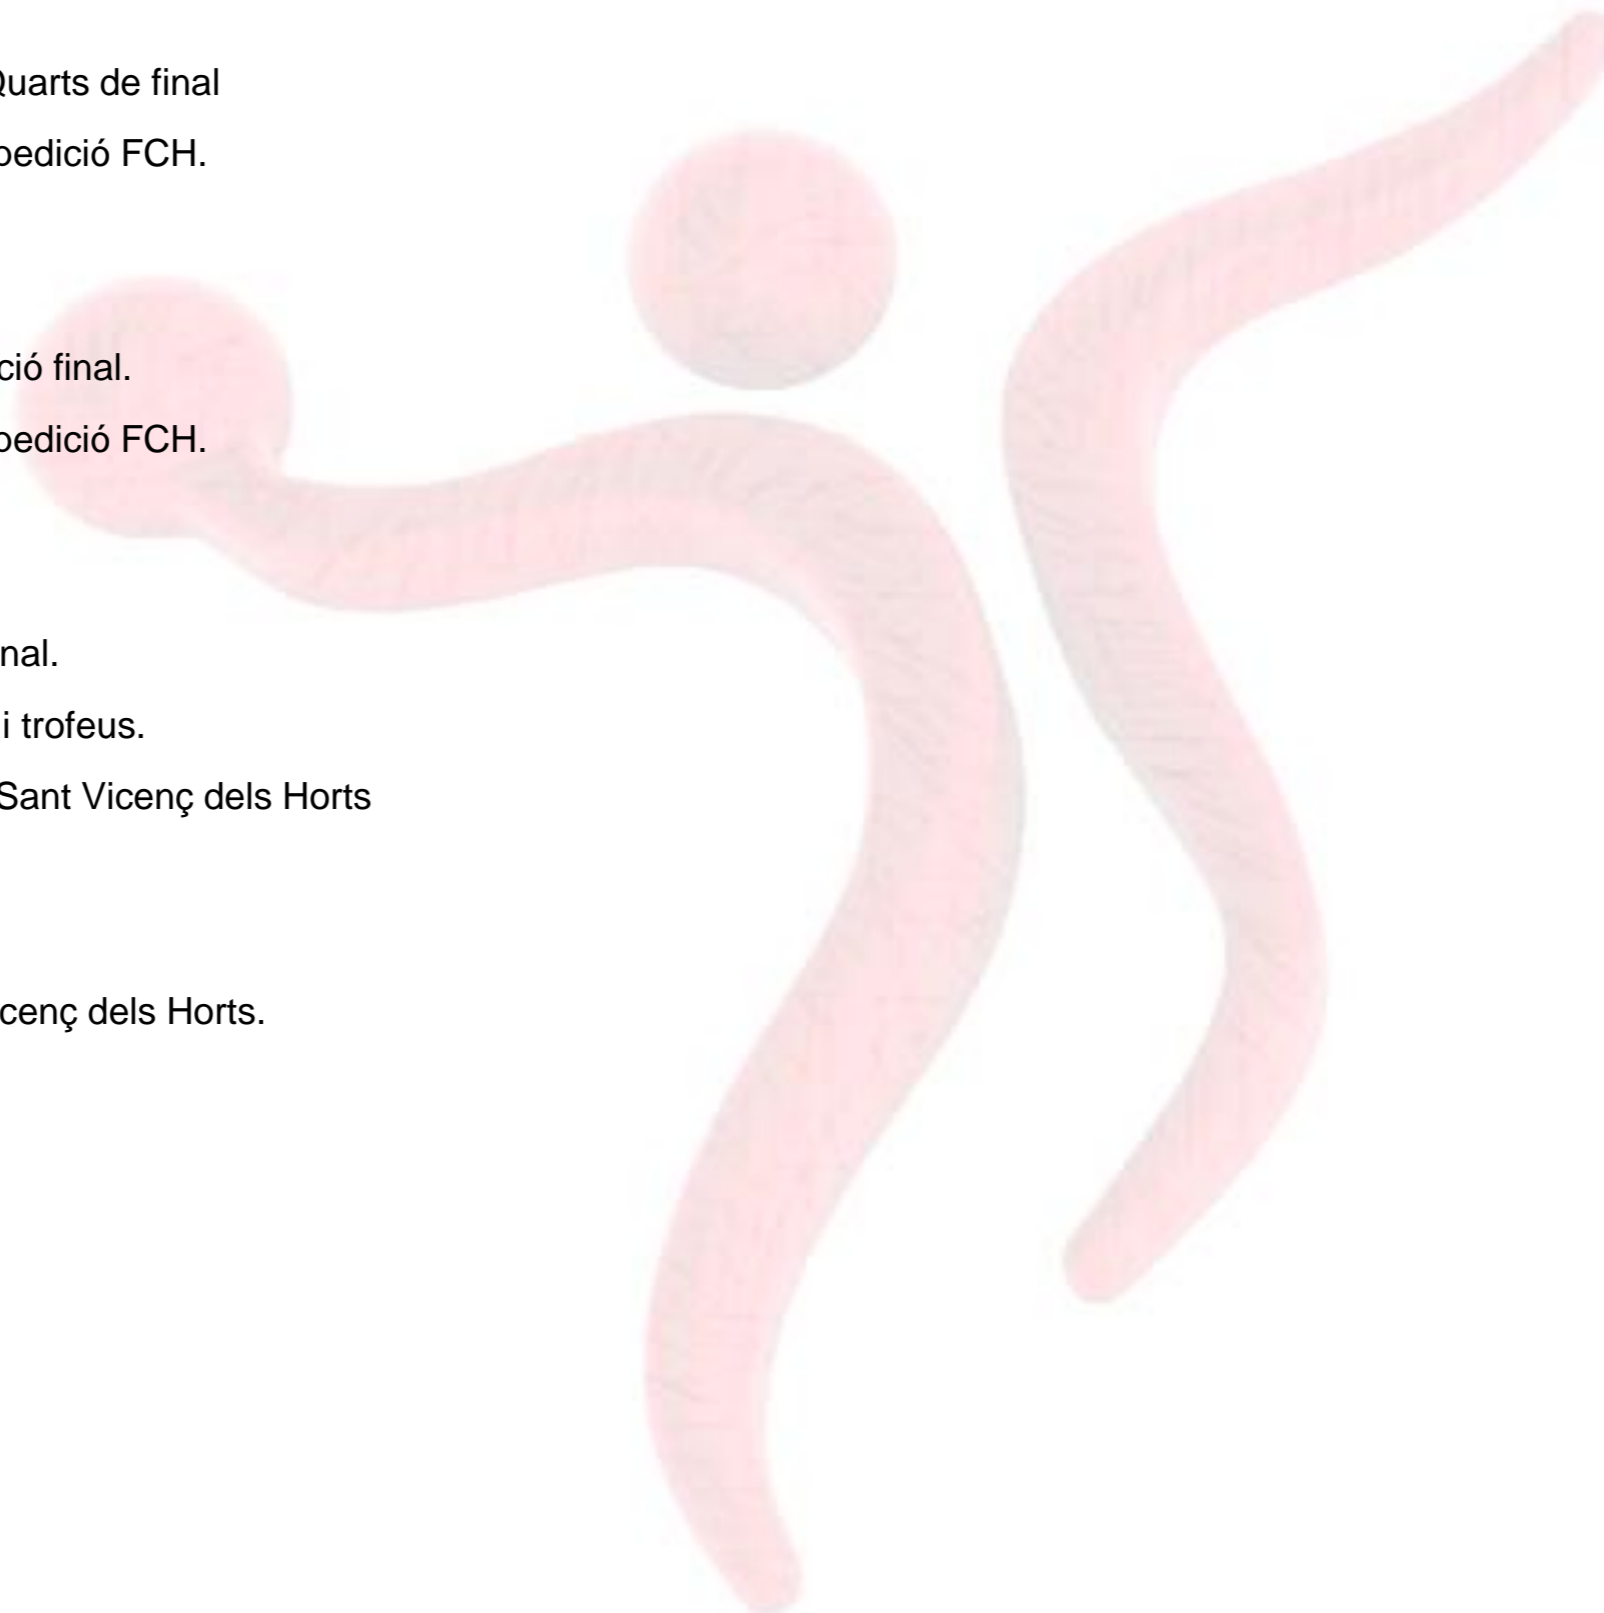 Quarts de final
pedició FCH.
ció final.
pedició FCH.
nal.
i trofeus.
Sant Vicenç dels Horts
cenç dels Horts.